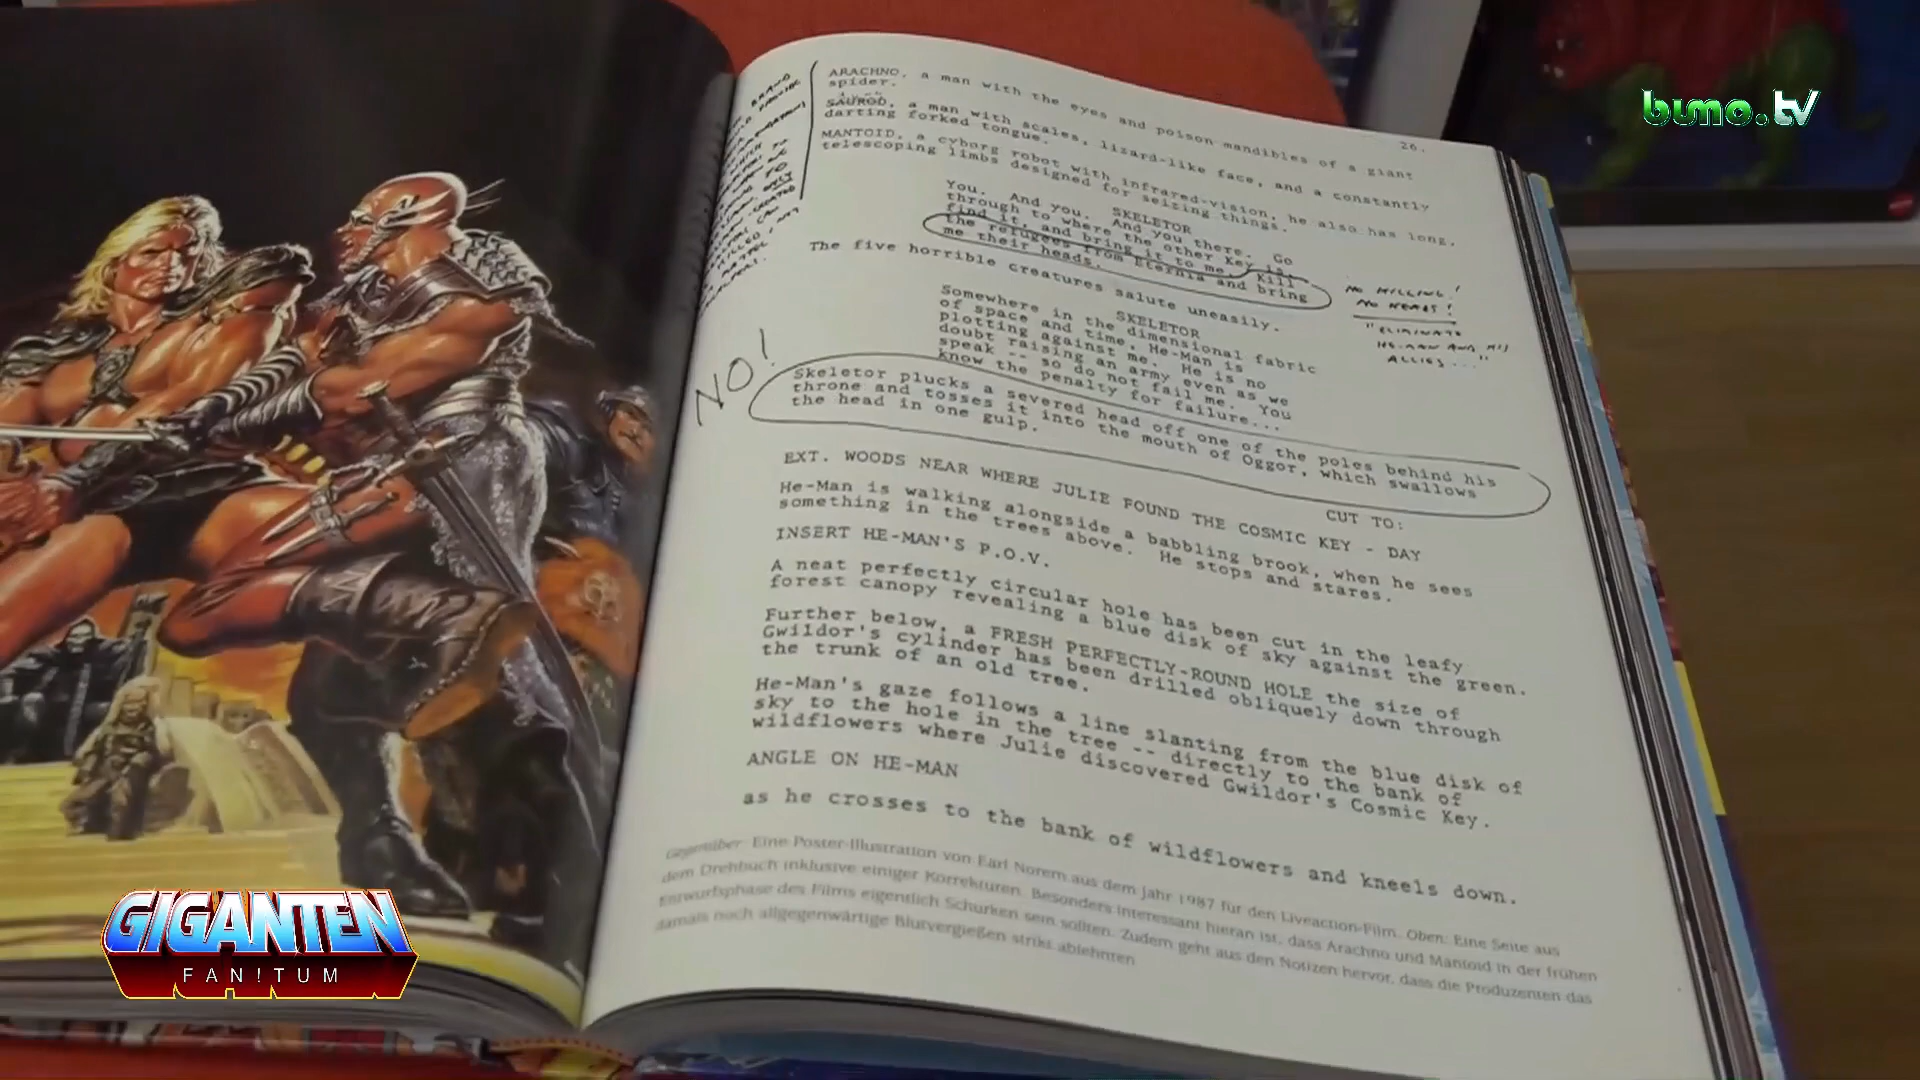 buno.tv
26.
ARACHNO, a man with the eyes and poison mandibles of a giant
spider.
SAUROD, a man with scales, lizard-like face, and a constantly
darting forked tongue.
MANTOID, a cyborg robot with infrared-vision, he also has long,
telescoping limbs designed for seizing things.
SKELETOR
You. And you. And you there. Go
through to where the other Key is,
find it, and bring it to me. Kill
the refugees from Eternia and bring
me their heads.
NO KILLING!
NO HEADS!
"ELIMINATE
HE-MAN AND HIS
ALLIES..."
The five horrible creatures salute uneasily.
SKELETOR
Somewhere in the dimensional fabric
of space and time, He-Man is
plotting against me. He is no
doubt raising an army even as we
speak -- so do not fail me. You
know the penalty for failure...
NO!
Skeletor plucks a severed head off one of the poles behind his
throne and tosses it into the mouth of Oggor, which swallows
the head in one gulp.
CUT TO:
EXT. WOODS NEAR WHERE JULIE FOUND THE COSMIC KEY - DAY
He-Man is walking alongside a babbling brook, when he sees
something in the trees above. He stops and stares.
INSERT HE-MAN'S P.O.V.
A neat perfectly circular hole has been cut in the leafy
forest canopy revealing a blue disk of sky against the green.
Further below, a FRESH PERFECTLY-ROUND HOLE the size of
Gwildor's cylinder has been drilled obliquely down through
the trunk of an old tree.
He-Man's gaze follows a line slanting from the blue disk of
sky to the hole in the tree -- directly to the bank of
wildflowers where Julie discovered Gwildor's Cosmic Key.
ANGLE ON HE-MAN
as he crosses to the bank of wildflowers and kneels down.
Gegenüber: Eine Poster-Illustration von Earl Norem aus dem Jahr 1987 für den Liveaction-Film. Oben: Eine Seite aus
dem Drehbuch inklusive einiger Korrekturen. Besonders interessant hieran ist, dass Arachno und Mantoid in der frühen
Entwurfsphase des Films eigentlich Schurken sein sollten. Zudem geht aus den Notizen hervor, dass die Produzenten das
damals noch allgegenwärtige Blutvergießen strikt ablehnten.
GIGANTEN
FAN!TUM